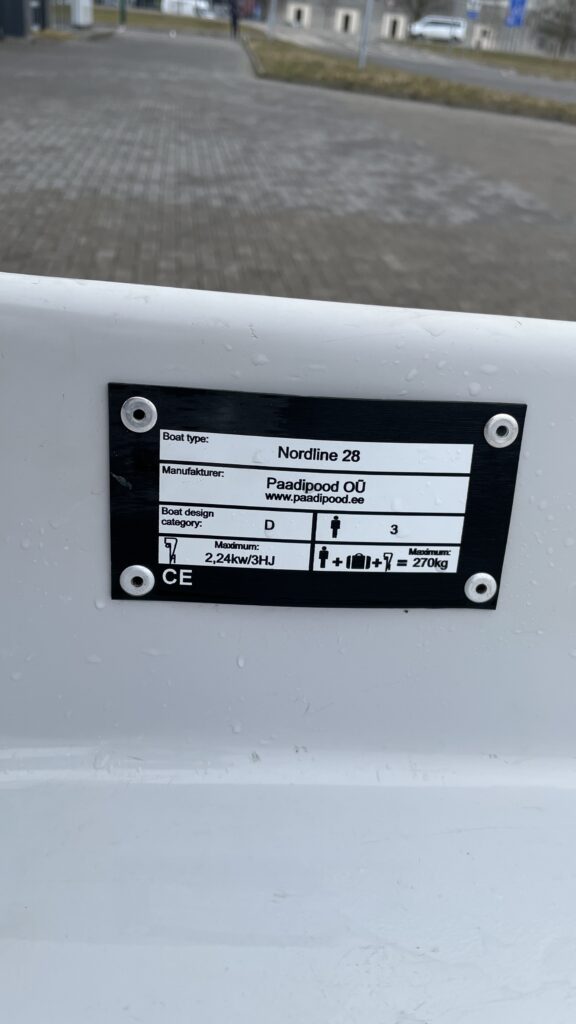 Boat type:
Nordline 28
Manufacturer:
Paadipood OÜ
www.paadipood.ee
Boat design
category:
D
3
Maximum:
2,24kw/3HJ
Maximum:
+ + = 270kg
CE